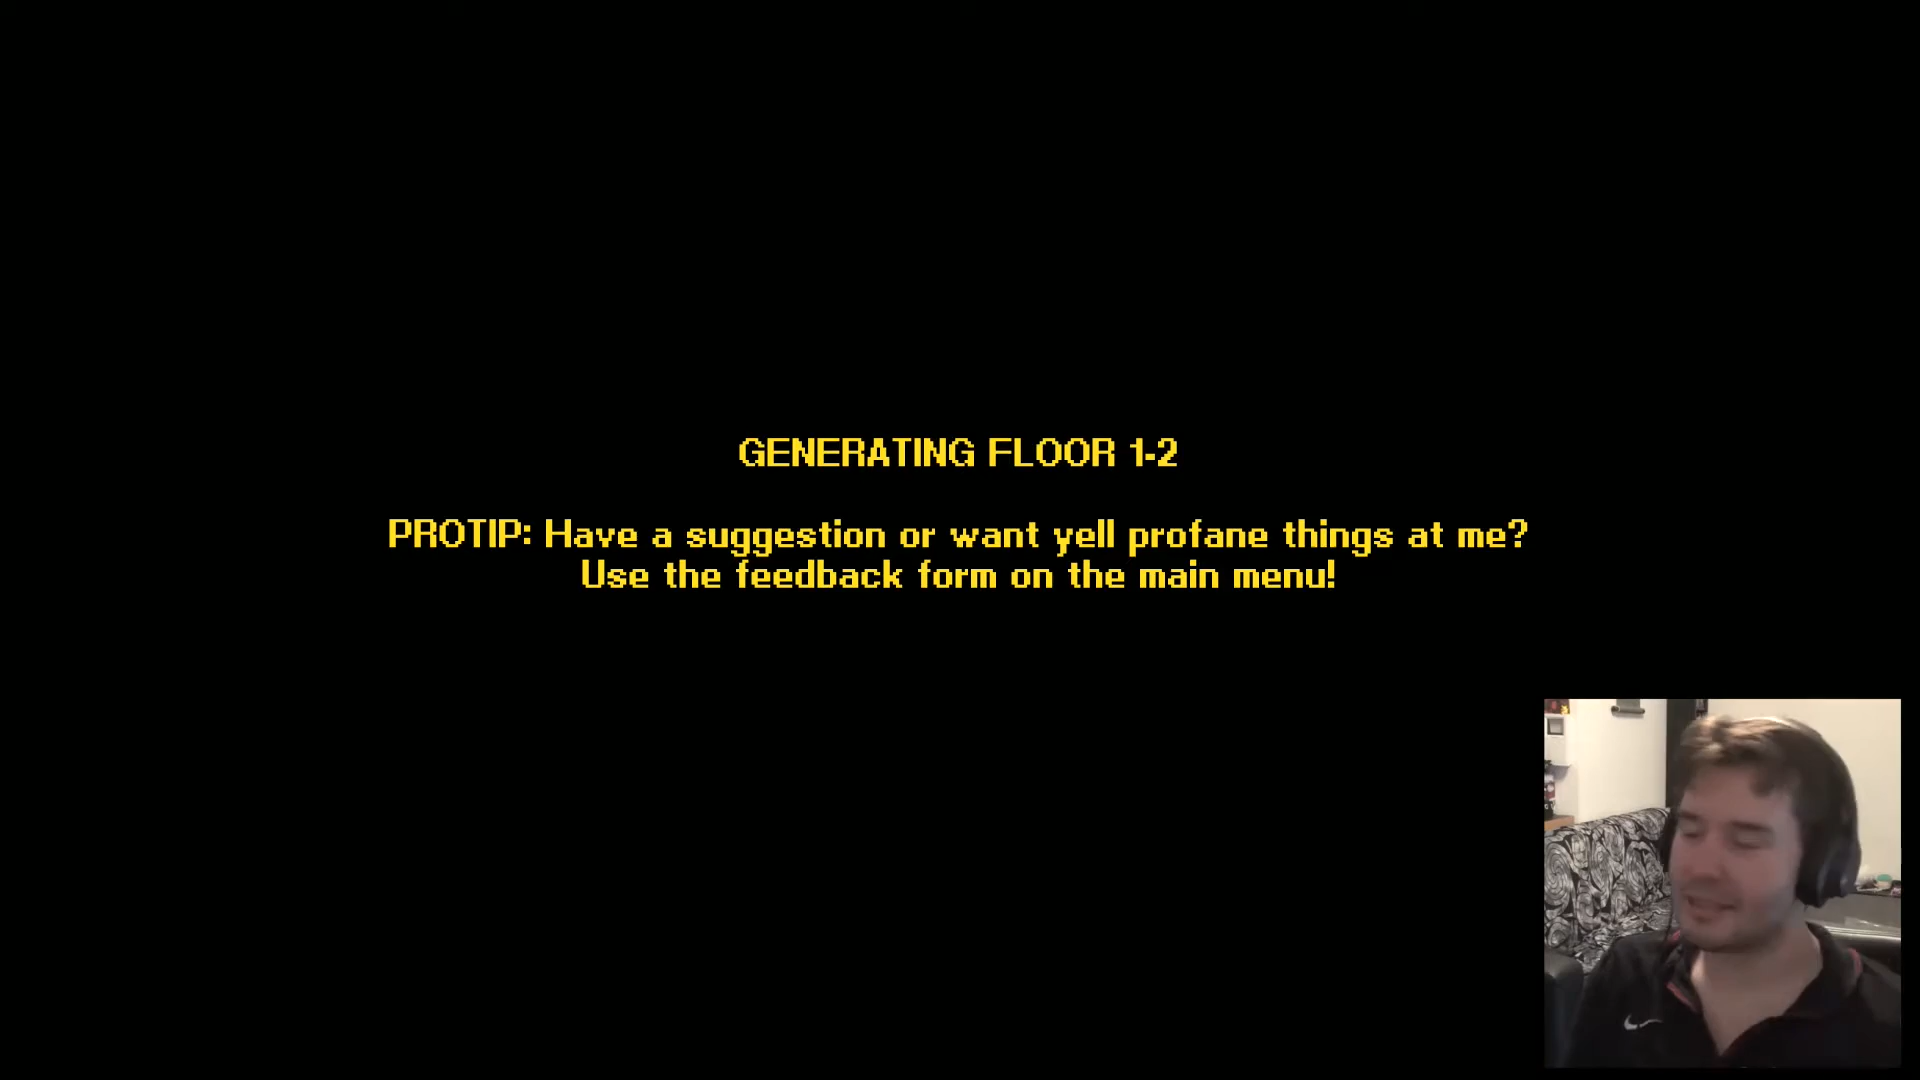 GENERATING FLOOR 1-2
PROTIP: Have a suggestion or want yell profane things at me?
Use the feedback form on the main menu!